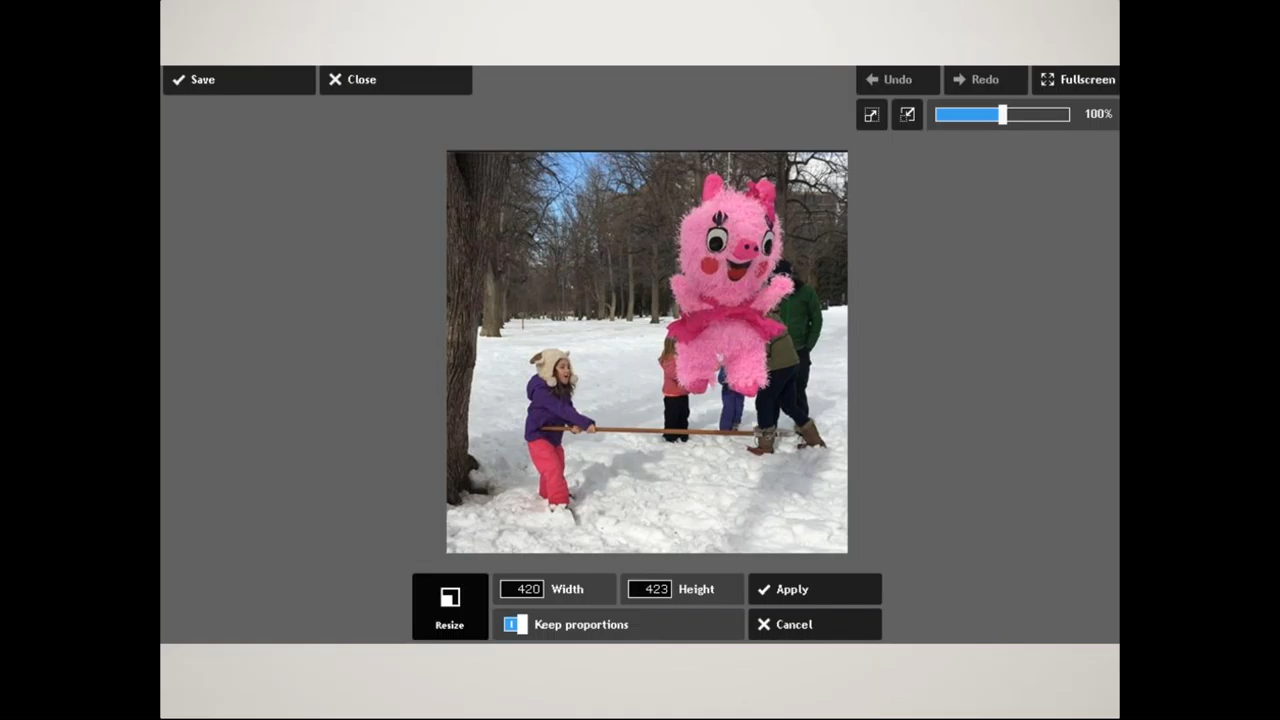 Save
Close
Undo
Redo
Fullscreen
100%
420 Width
423 Height
Apply
Resize
Keep proportions
Cancel